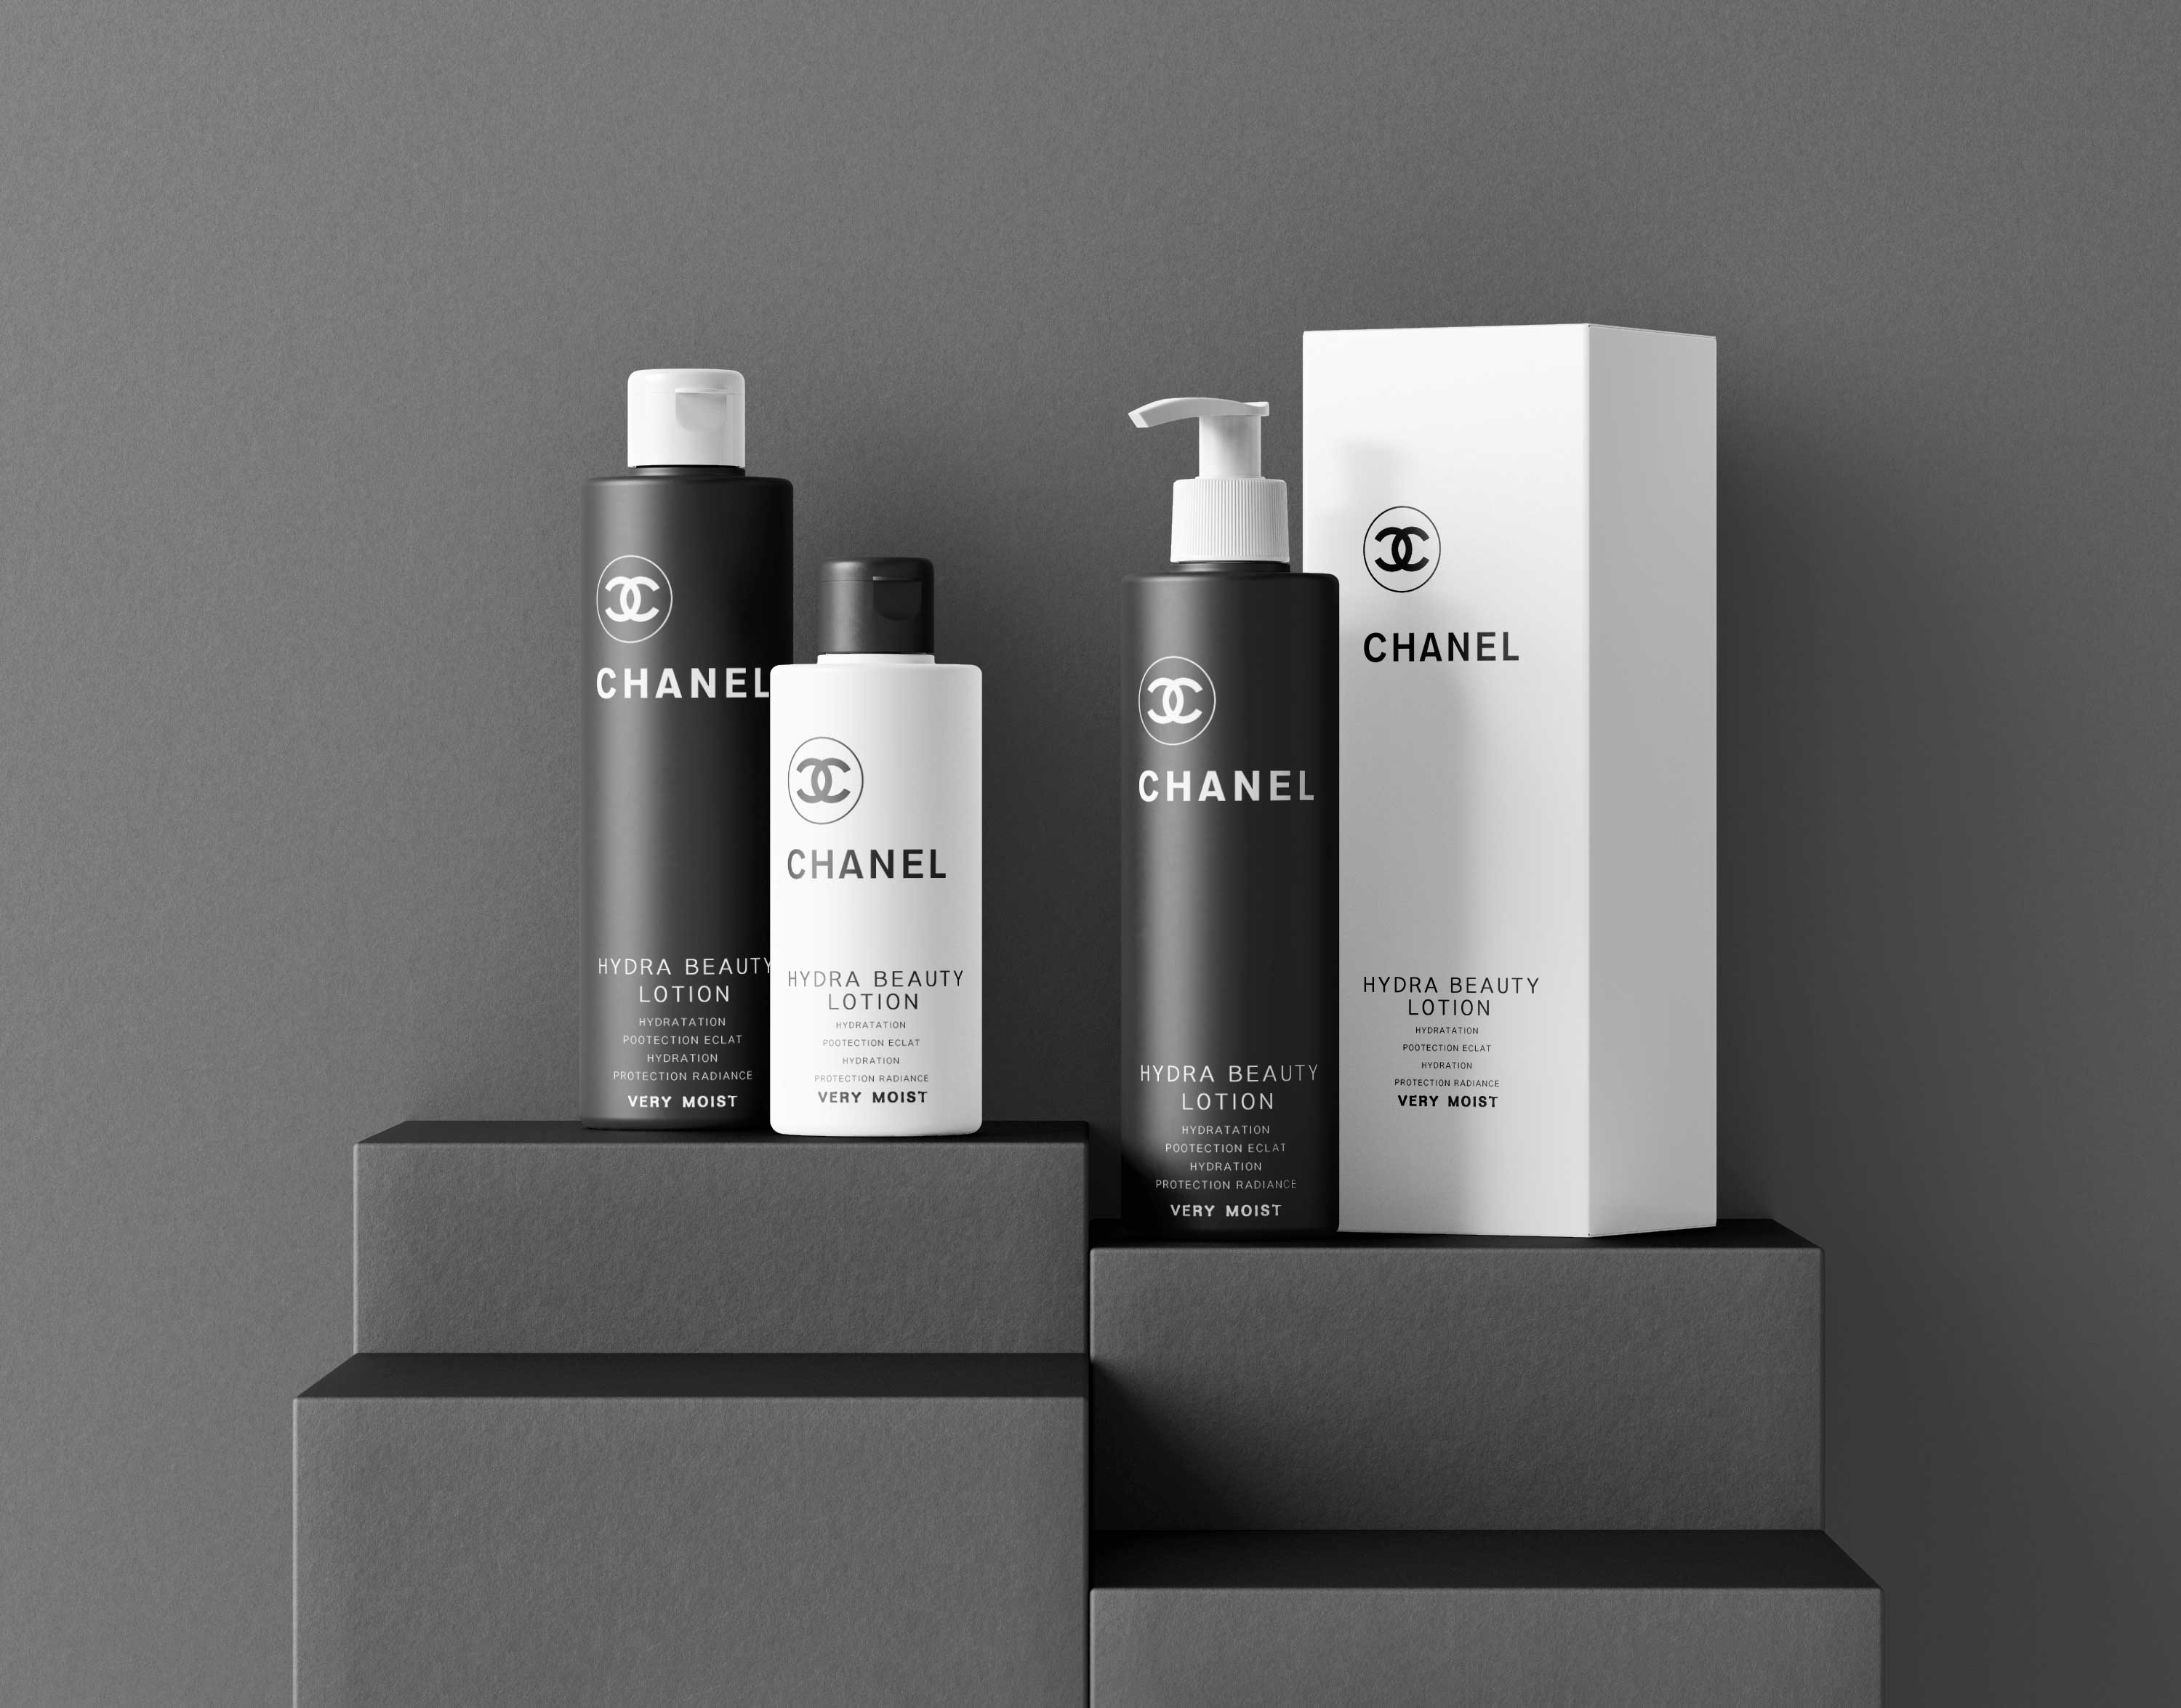 CHANEL
HYDRA BEAUTY
LOTION
HYDRATATION
POOTECTION ECLAT
HYDRATION
PROTECTION RADIANCE
VERY MOIST
CHANEL
HYDRA BEAUTY
LOTION
HYDRATATION
POOTECTION ECLAT
HYDRATION
PROTECTION RADIANCE
VERY MOIST
CHANEL
HYDRA BEAUTY
LOTION
HYDRATATION
POOTECTION ECLAT
HYDRATION
PROTECTION RADIANCE
VERY MOIST
CHANEL
HYDRA BEAUTY
LOTION
HYDRATATION
POOTECTION ECLAT
HYDRATION
PROTECTION RADIANCE
VERY MOIST